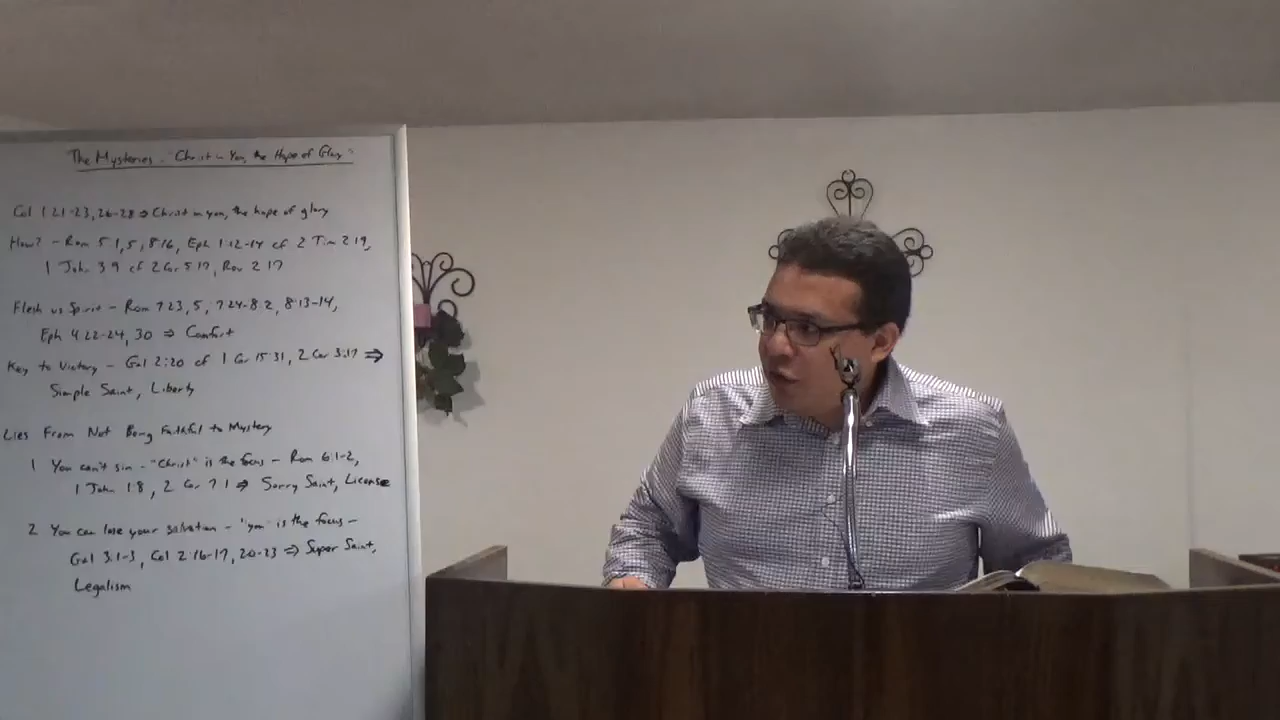 The Mysteries - "Christ in You, the Hope of Glory"
Col 1:21-23, 26-28 ⇒ Christ in you, the hope of glory
How? - Rom 5:1, 5, 8:16, Eph 1:12-14 cf 2 Tim 2:19,
1 John 3:9 cf 2 Cor 5:17, Rev 2:17
Flesh vs Spirit - Rom 7:23, 5, 7:24-8:2, 8:13-14,
Eph 4:22-24, 30 ⇒ Comfort
Key to Victory - Gal 2:20 cf 1 Cor 15:31, 2 Cor 3:17 ⇒
Simple Saint, Liberty
Lies From Not Being Faithful to Mystery
1 You can't sin - "Christ" is the focus - Rom 6:1-2,
1 John 1:8, 2 Cor 7:1 ⇒ Sorry Saint, License
2 You can lose your salvation - "you" is the focus -
Gal 3:1-3, Col 2:16-17, 20-23 ⇒ Super Saint,
Legalism